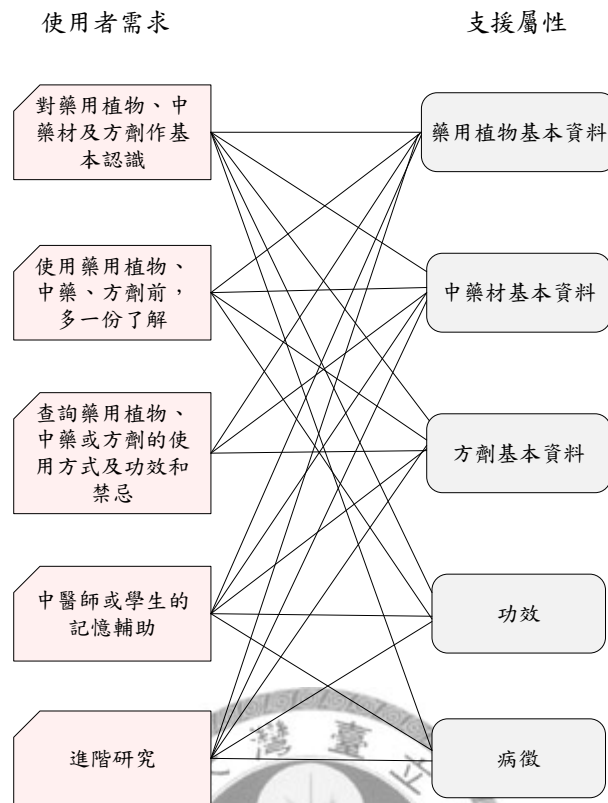 使用者需求
支援屬性
對藥用植物、中
藥材及方劑作基
本認識
藥用植物基本資料
使用藥用植物、
中藥、方劑前，
多一份了解
中藥材基本資料
查詢藥用植物、
中藥或方劑的使
用方式及功效和
禁忌
方劑基本資料
中醫師或學生的
記憶輔助
功效
進階研究
病徵
灣臺立